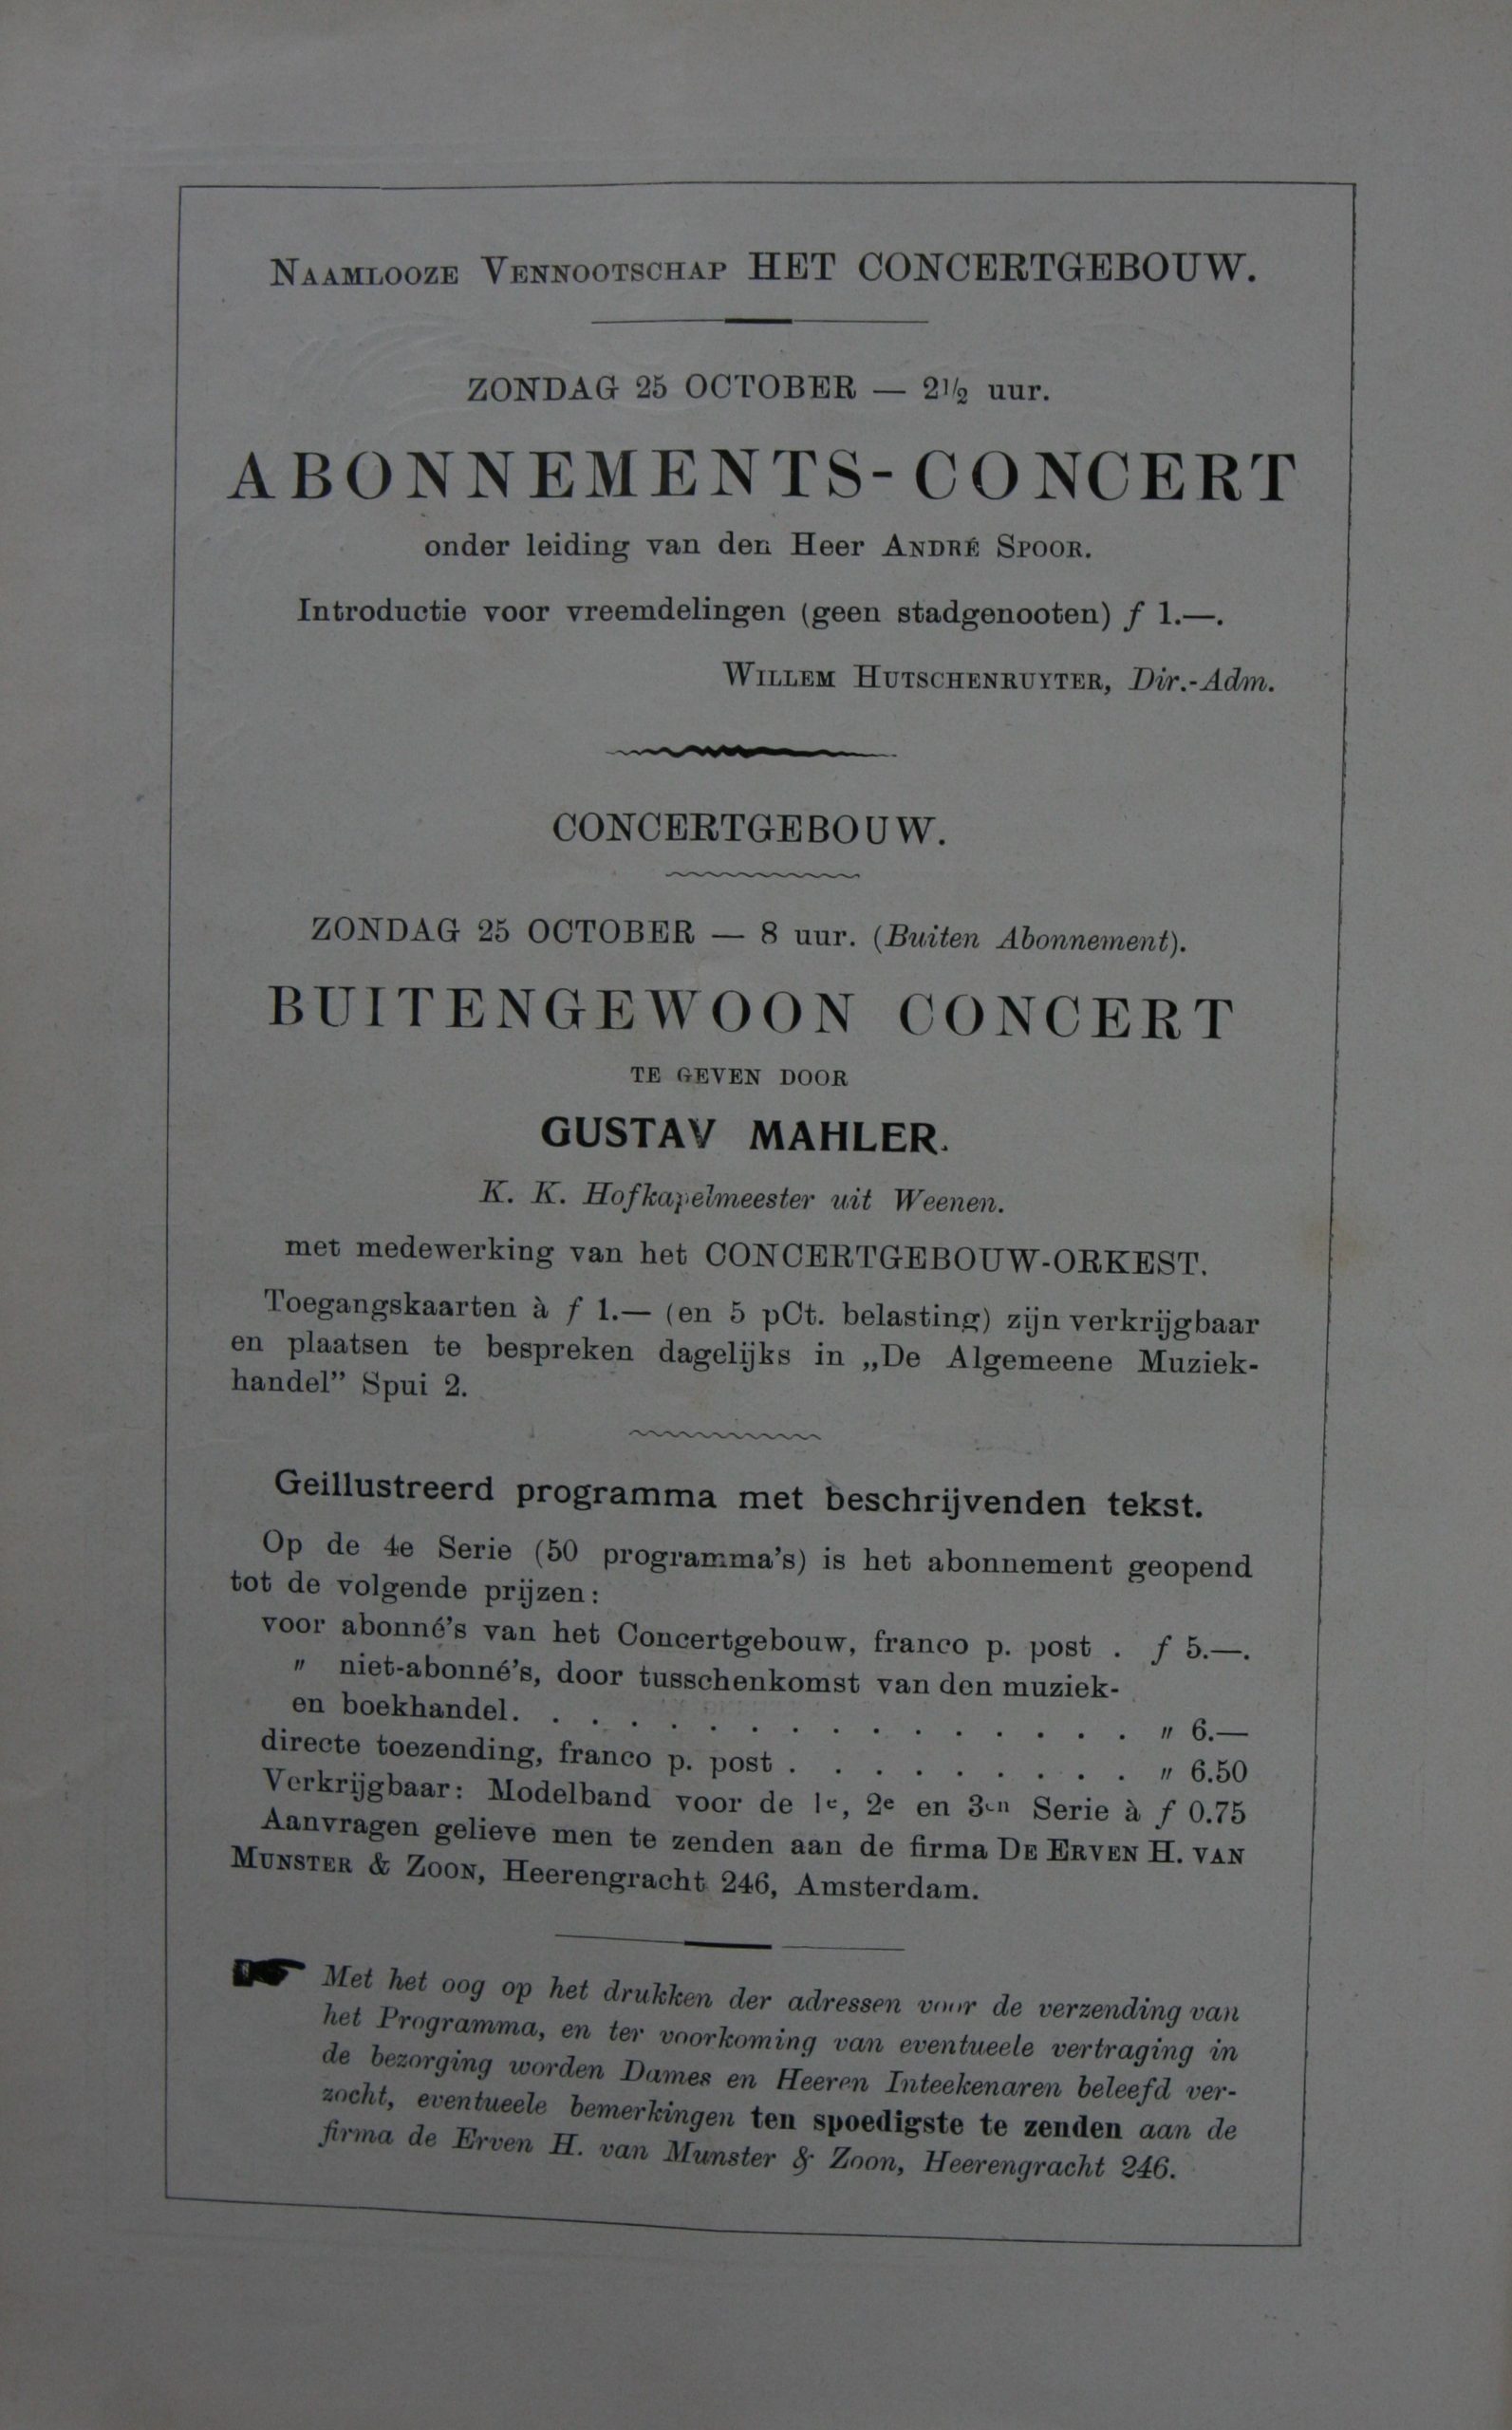 NAAMLOOZE VENNOOTSCHAP HET CONCERTGEBOUW.
ZONDAG 25 OCTOBER — 2½ uur.
ABONNEMENTS-CONCERT
onder leiding van den Heer ANDRÉ SPOOR.
Introductie voor vreemdelingen (geen stadgenooten) f 1.—.
WILLEM HUTSCHENRUYTER, Dir.-Adm.
CONCERTGEBOUW.
ZONDAG 25 OCTOBER — 8 uur. (Buiten Abonnement).
BUITENGEWOON CONCERT
TE GEVEN DOOR
GUSTAV MAHLER.
K. K. Hofkapelmeester uit Weenen.
met medewerking van het CONCERTGEBOUW-ORKEST.
Toegangskaarten à f 1.— (en 5 pCt. belasting) zijn verkrijgbaar
en plaatsen te bespreken dagelijks in „De Algemeene Muziek-
handel” Spui 2.
Geillustreerd programma met beschrijvenden tekst.
Op de 4e Serie (50 programma's) is het abonnement geopend
tot de volgende prijzen:
voor abonné's van het Concertgebouw, franco p. post . f 5.—.
" niet-abonné's, door tusschenkomst van den muziek-
en boekhandel. . . . . . . . . . . . . . . . " 6.—
directe toezending, franco p. post . . . . . . . . . " 6.50
Verkrijgbaar: Modelband voor de 1e, 2e en 3en Serie à f 0.75
Aanvragen gelieve men te zenden aan de firma DE ERVEN H. VAN
MUNSTER & ZOON, Heerengracht 246, Amsterdam.
Met het oog op het drukken der adressen voor de verzending van
het Programma, en ter voorkoming van eventueele vertraging in
de bezorging worden Dames en Heeren Inteekenaren beleefd ver-
zocht, eventueele bemerkingen ten spoedigste te zenden aan de
firma de Erven H. van Munster & Zoon, Heerengracht 246.